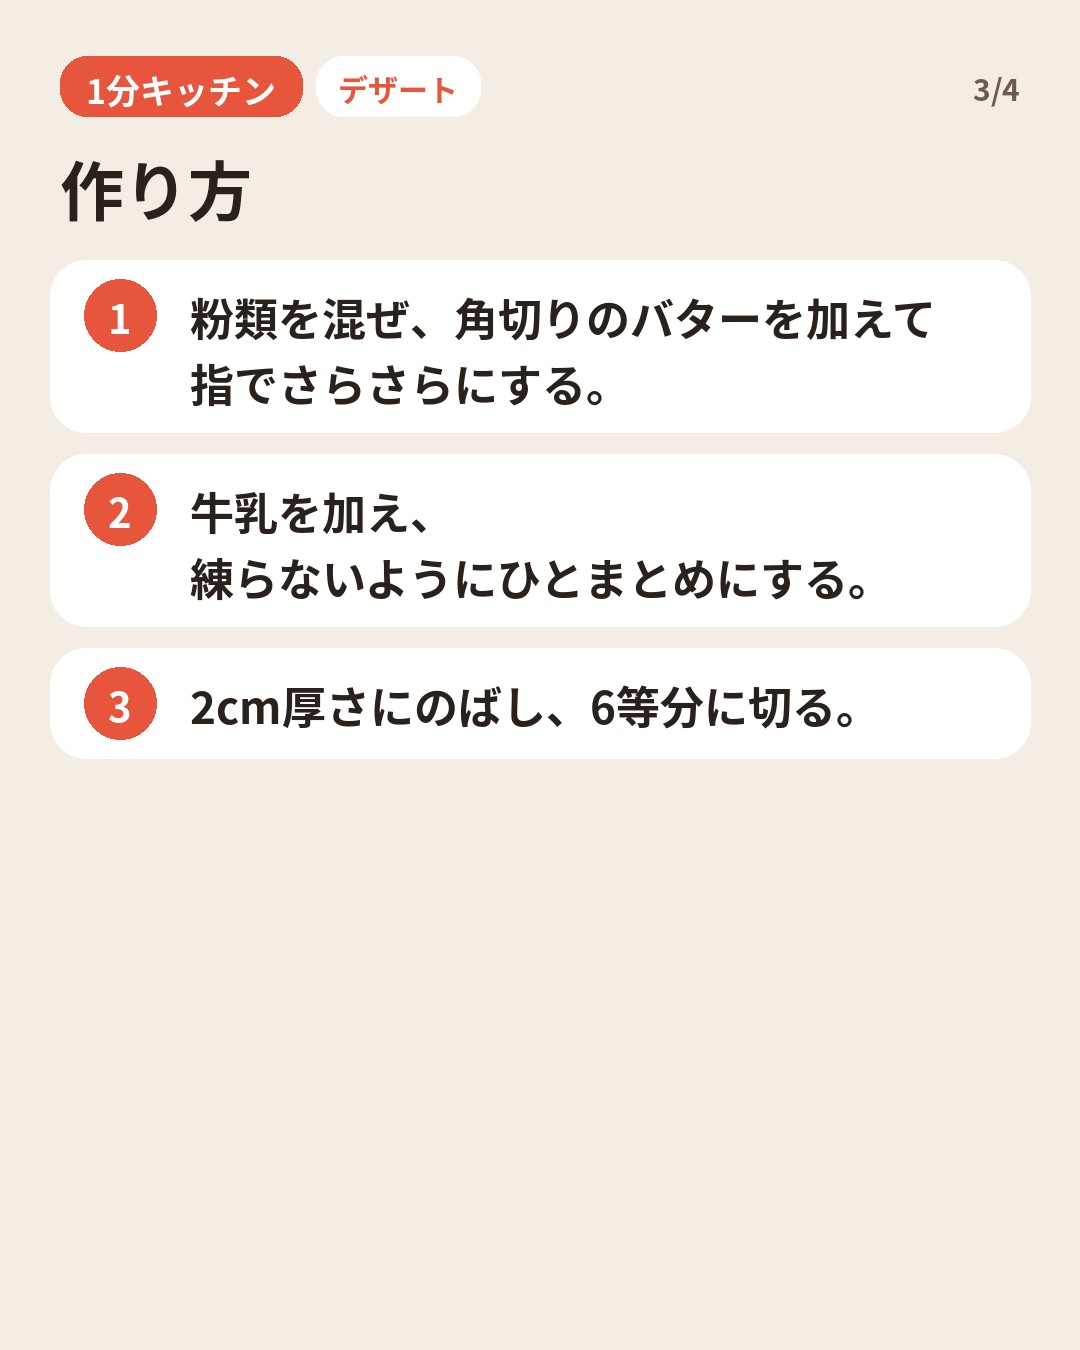 1分キッチン デザート 3/4
作り方
1 粉類を混ぜ、角切りのバターを加えて
指でさらさらにする。
2 牛乳を加え、
練らないようにひとまとめにする。
3 2cm厚さにのばし、6等分に切る。